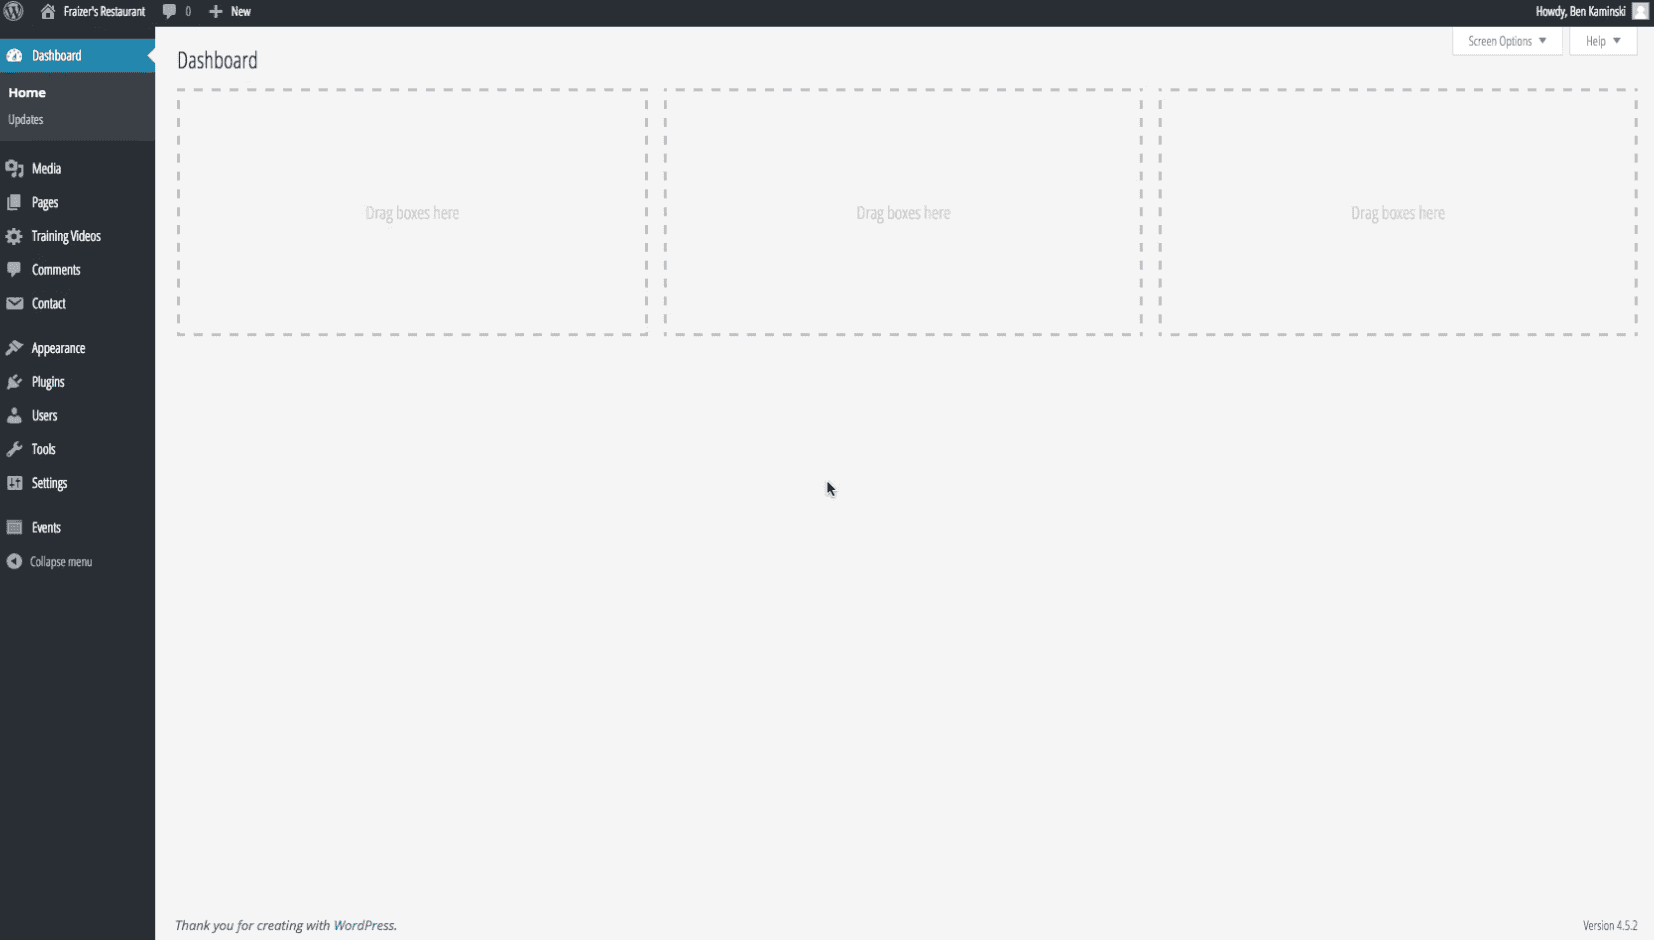 Fraizer's Restaurant 0 New Howdy, Ben Kaminski
Screen Options Help
Dashboard
Dashboard
Home
Updates
Media
Pages
Training Videos
Comments
Contact
Appearance
Plugins
Users
Tools
Settings
Events
Collapse menu
Drag boxes here Drag boxes here Drag boxes here
Thank you for creating with WordPress. Version 4.5.2